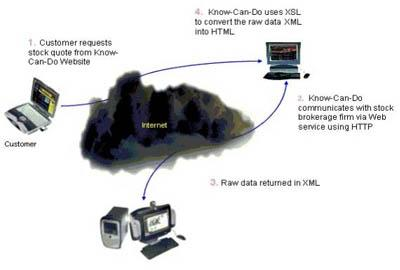 4. Know-Can-Do uses XSL
to convert the raw data XML
into HTML
1. Customer requests
stock quote from Know-
Can-Do Website
2. Know-Can-Do
communicates with stock
brokerage firm via Web
service using HTTP
Internet
Customer
3. Raw data returned in XML